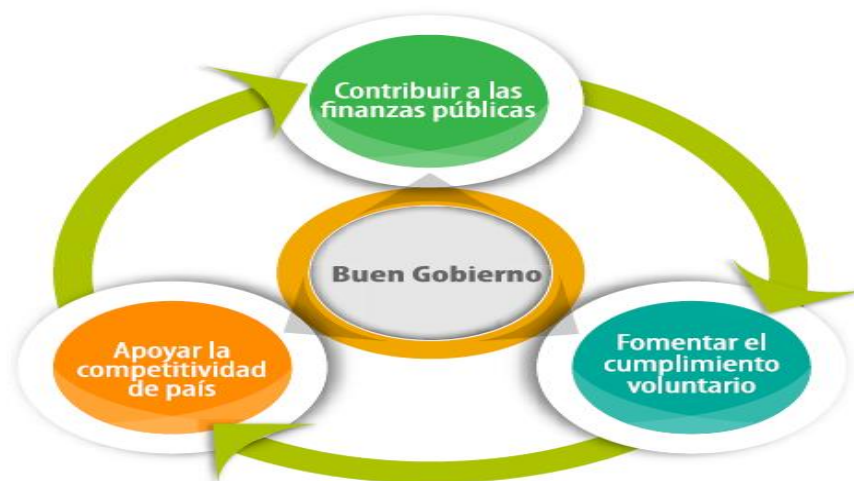 Contribuir a las
finanzas públicas
Buen Gobierno
Apoyar la
competitividad
de país
Fomentar el
cumplimiento
voluntario